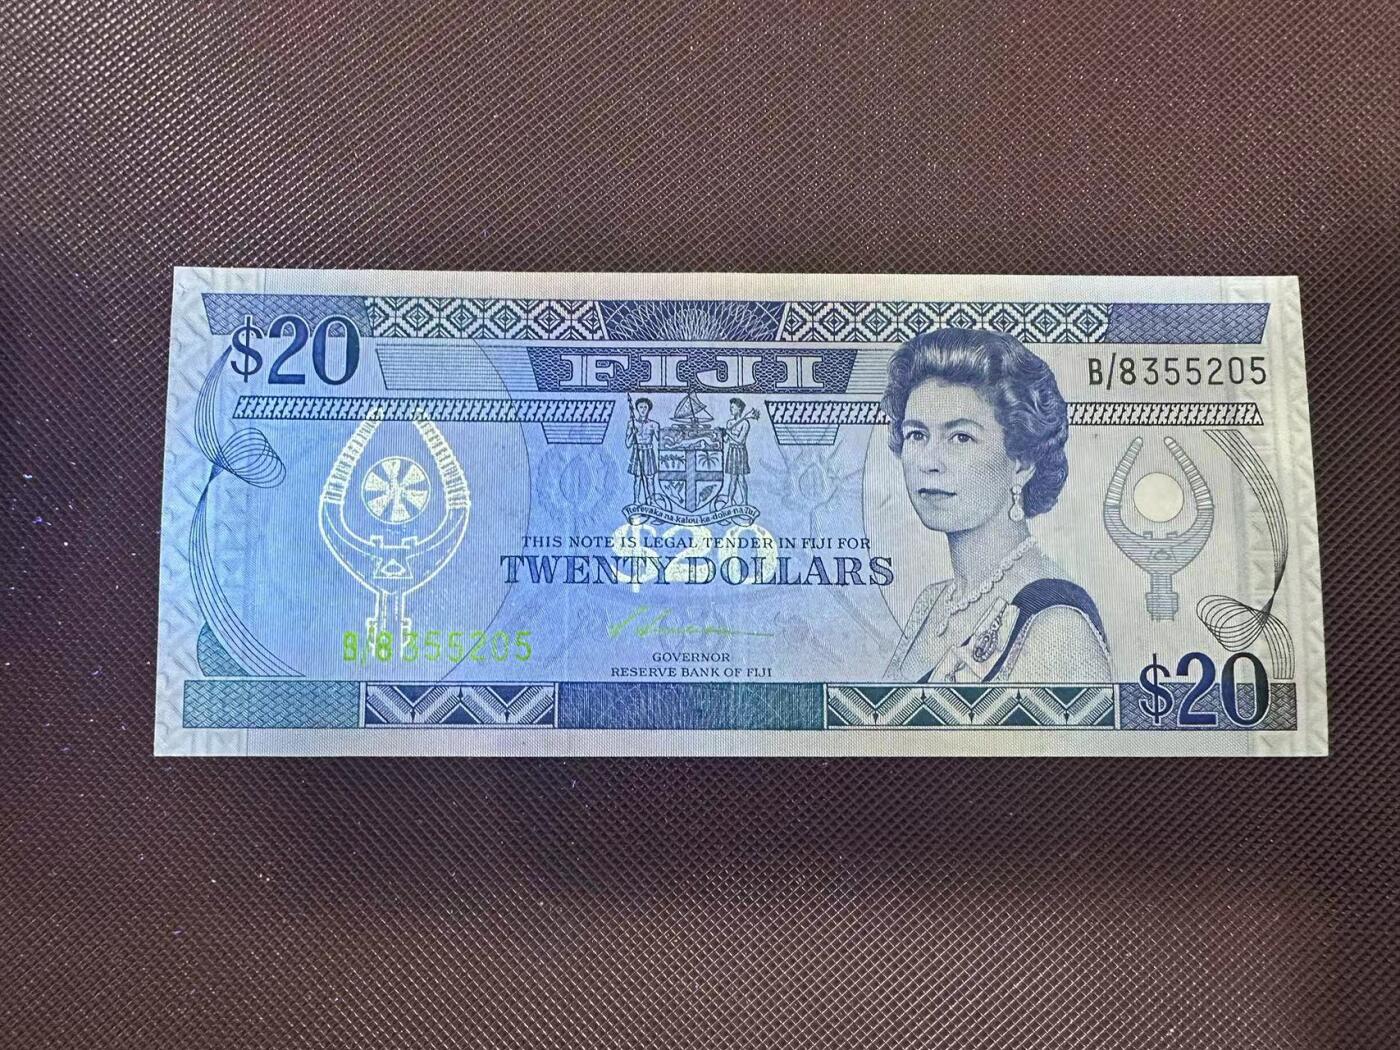 $20
FIJI
B/8355205
Rerevaka na kalou ka doka na Tui
$20
THIS NOTE IS LEGAL TENDER IN FIJI FOR
TWENTY DOLLARS
B/8355205
GOVERNOR
RESERVE BANK OF FIJI
$20